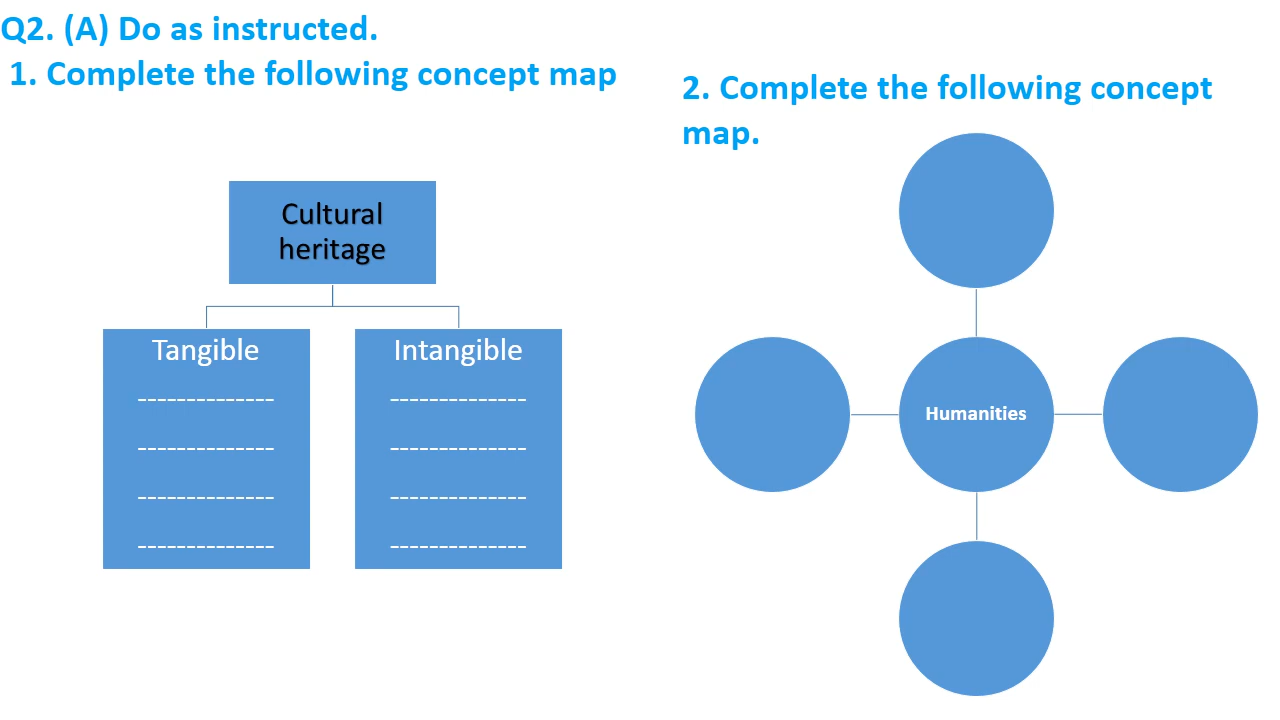 Q2. (A) Do as instructed.
1. Complete the following concept map
Cultural
heritage
Tangible
--------------
--------------
--------------
--------------
Intangible
--------------
--------------
--------------
--------------
2. Complete the following concept
map.
Humanities